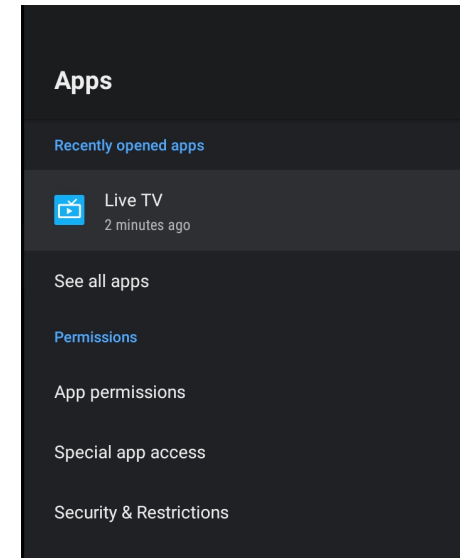 Apps
Recently opened apps
Live TV
2 minutes ago
See all apps
Permissions
App permissions
Special app access
Security & Restrictions